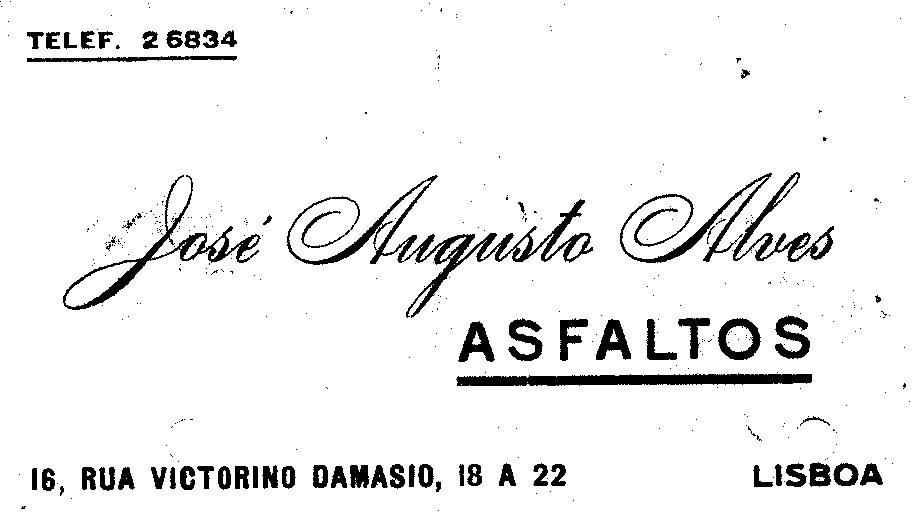 TELEF. 26834
José Augusto Alves
ASFALTOS
16, RUA VICTORINO DAMASIO, 18 A 22 LISBOA